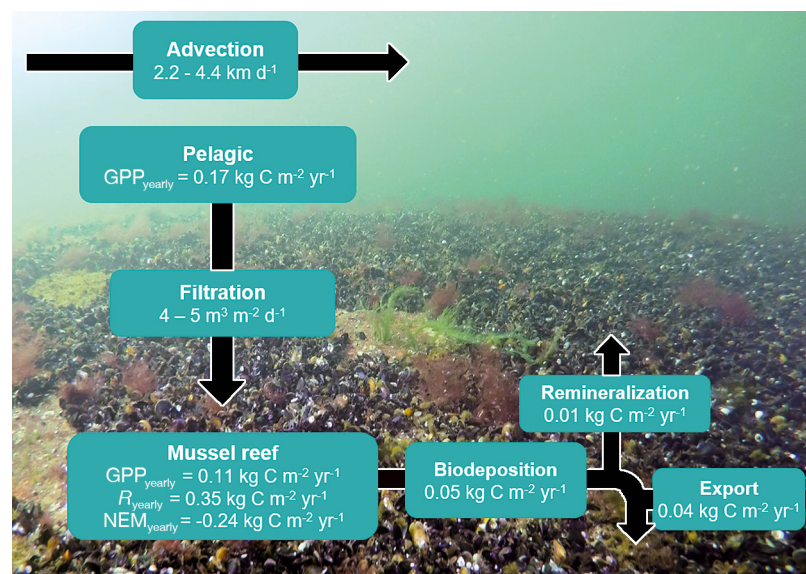 Advection
2.2 - 4.4 km d⁻¹
Pelagic
GPPyearly = 0.17 kg C m⁻² yr⁻¹
Filtration
4 – 5 m³ m⁻² d⁻¹
Remineralization
0.01 kg C m⁻² yr⁻¹
Mussel reef
GPPyearly = 0.11 kg C m⁻² yr⁻¹
Ryearly = 0.35 kg C m⁻² yr⁻¹
NEMyearly = -0.24 kg C m⁻² yr⁻¹
Biodeposition
0.05 kg C m⁻² yr⁻¹
Export
0.04 kg C m⁻² yr⁻¹